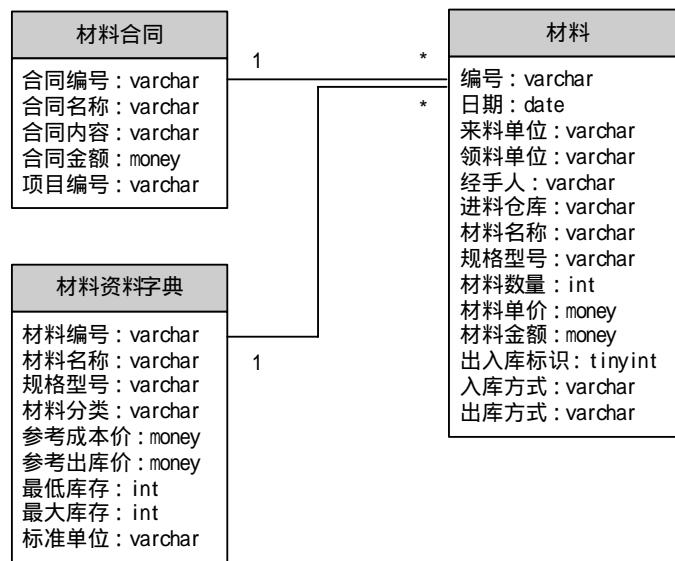 材料合同
合同编号：varchar
合同名称：varchar
合同内容：varchar
合同金额：money
项目编号：varchar
1
*
*
材料
编号：varchar
日期：date
来料单位：varchar
领料单位：varchar
经手人：varchar
进料仓库：varchar
材料名称：varchar
规格型号：varchar
材料数量：int
材料单价：money
材料金额：money
出入库标识：tinyint
入库方式：varchar
出库方式：varchar
材料资料字典
材料编号：varchar
材料名称：varchar
规格型号：varchar
材料分类：varchar
参考成本价：money
参考出库价：money
最低库存：int
最大库存：int
标准单位：varchar
1